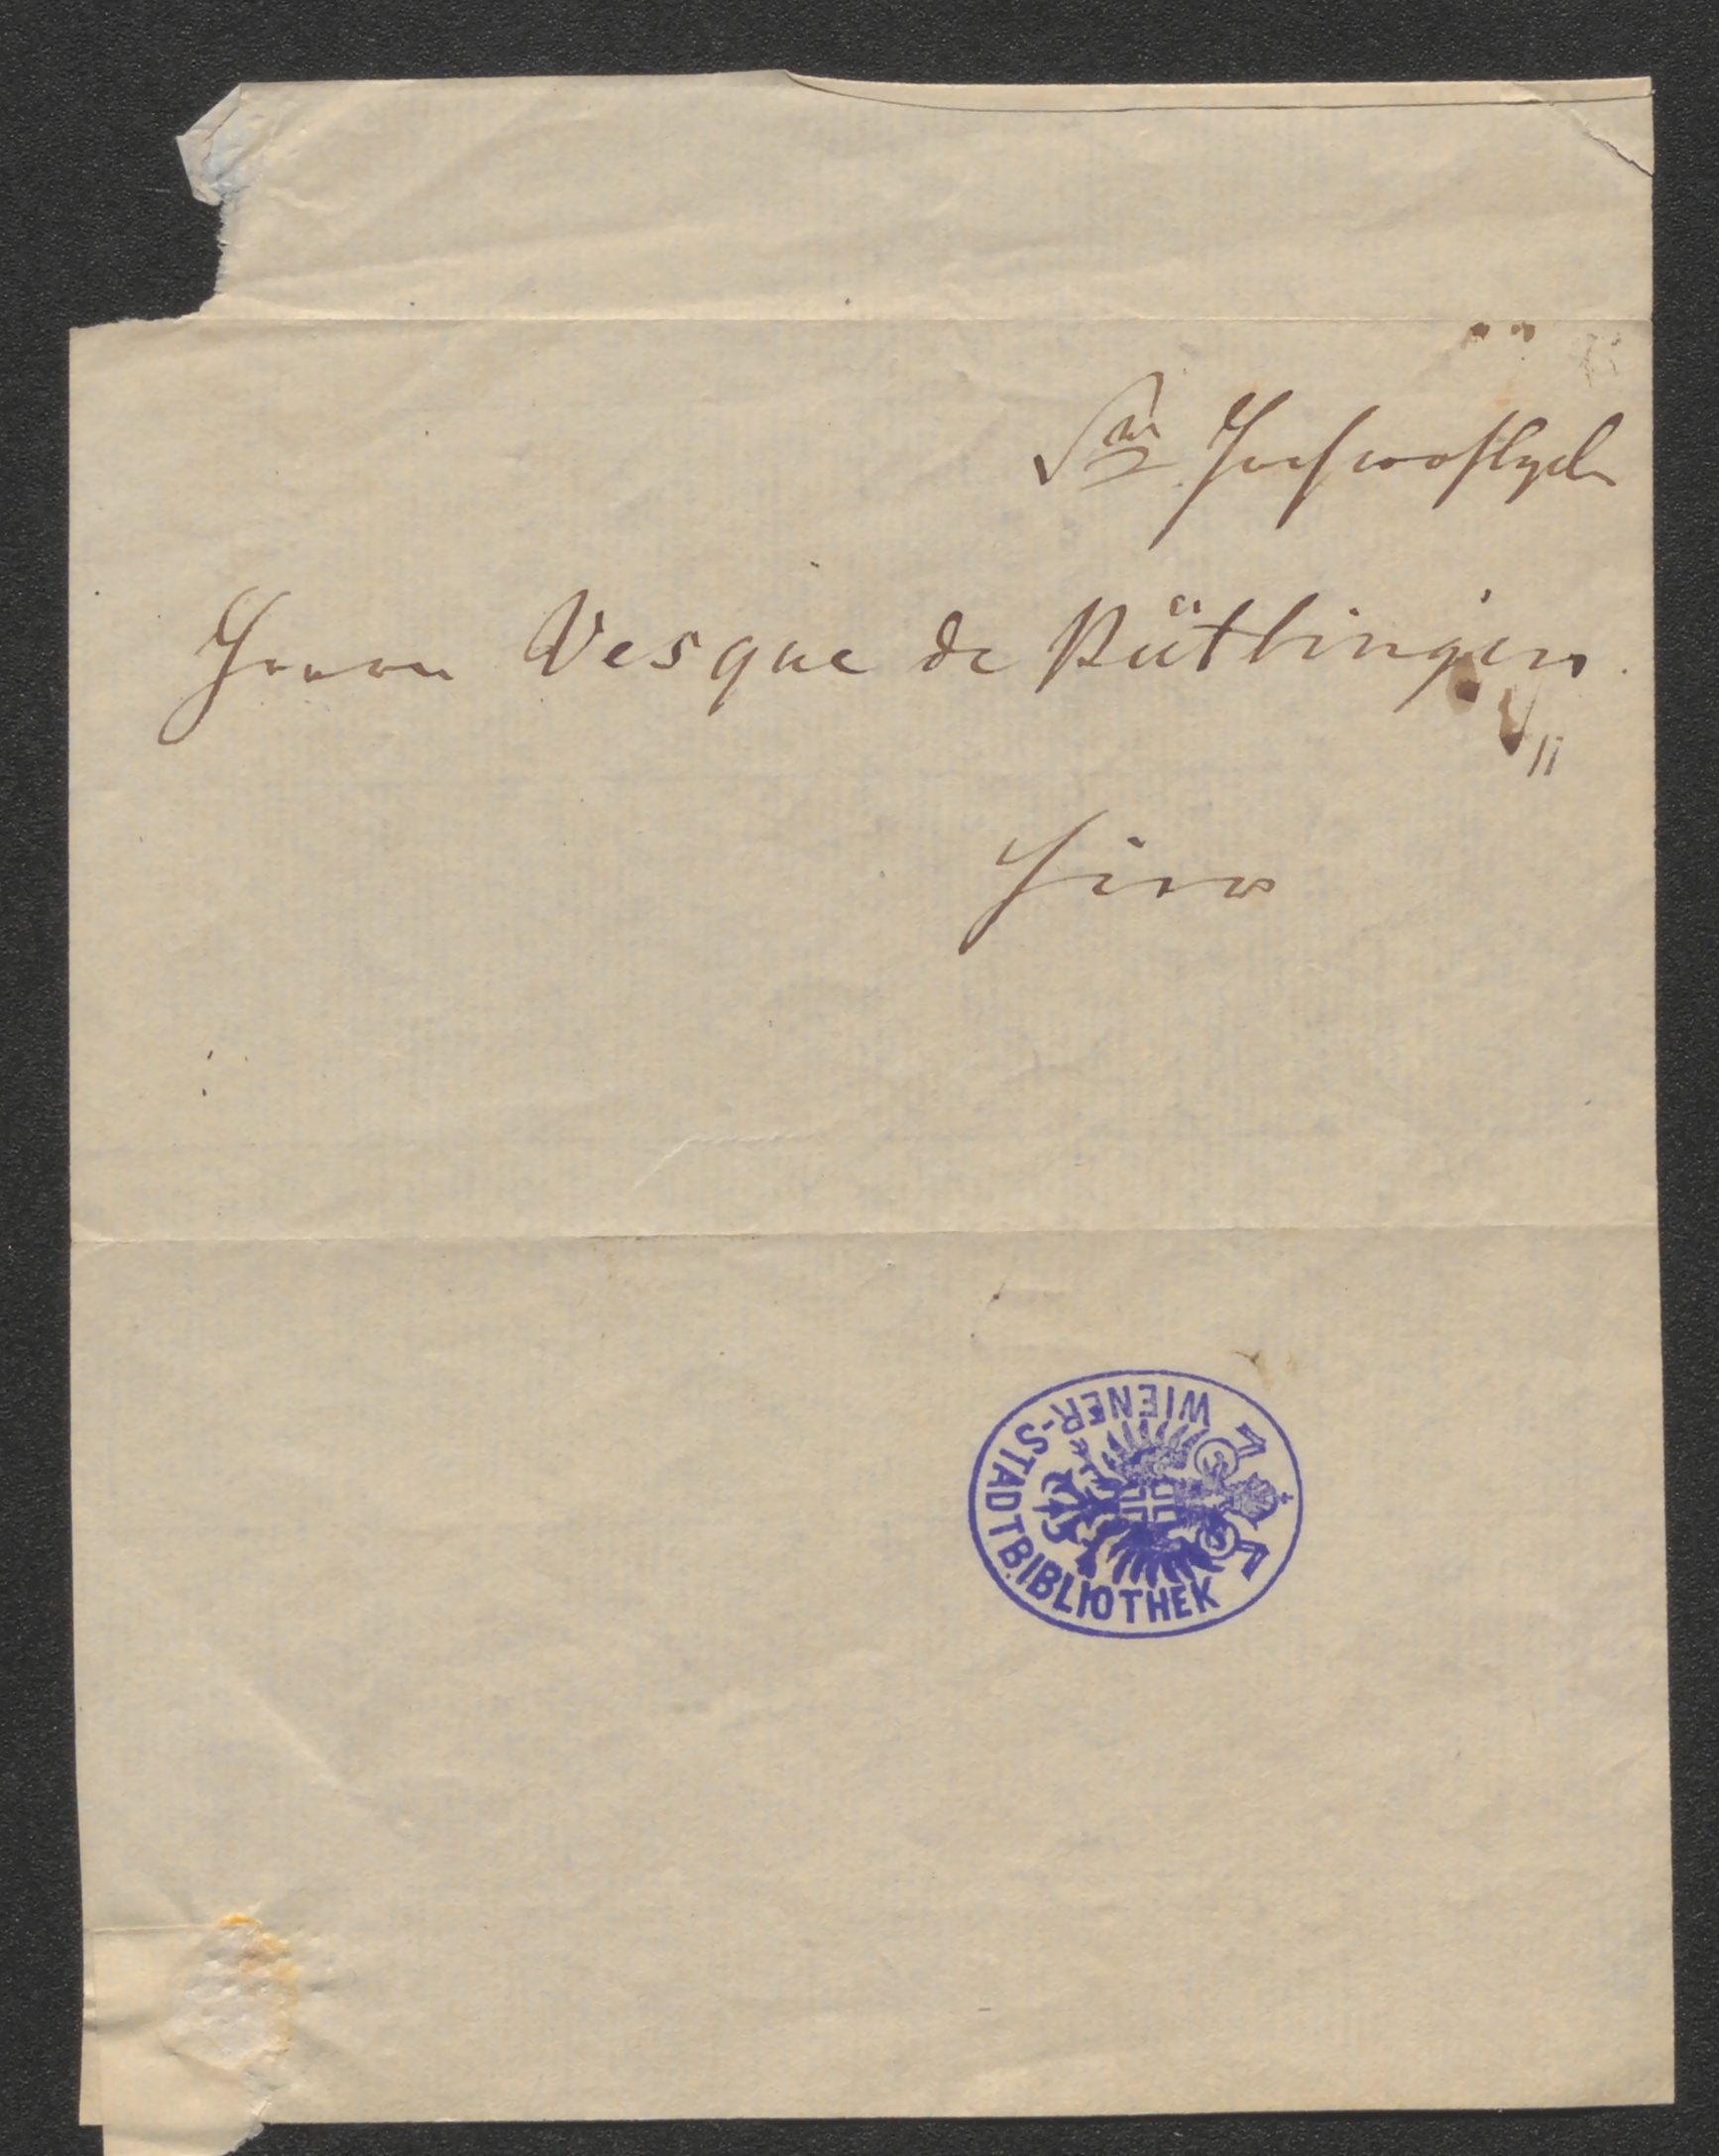 Sr Hochwohlgeb
Herrn Vesque de Püttlingen.
hier
WIENER-STADTBIBLIOTHEK